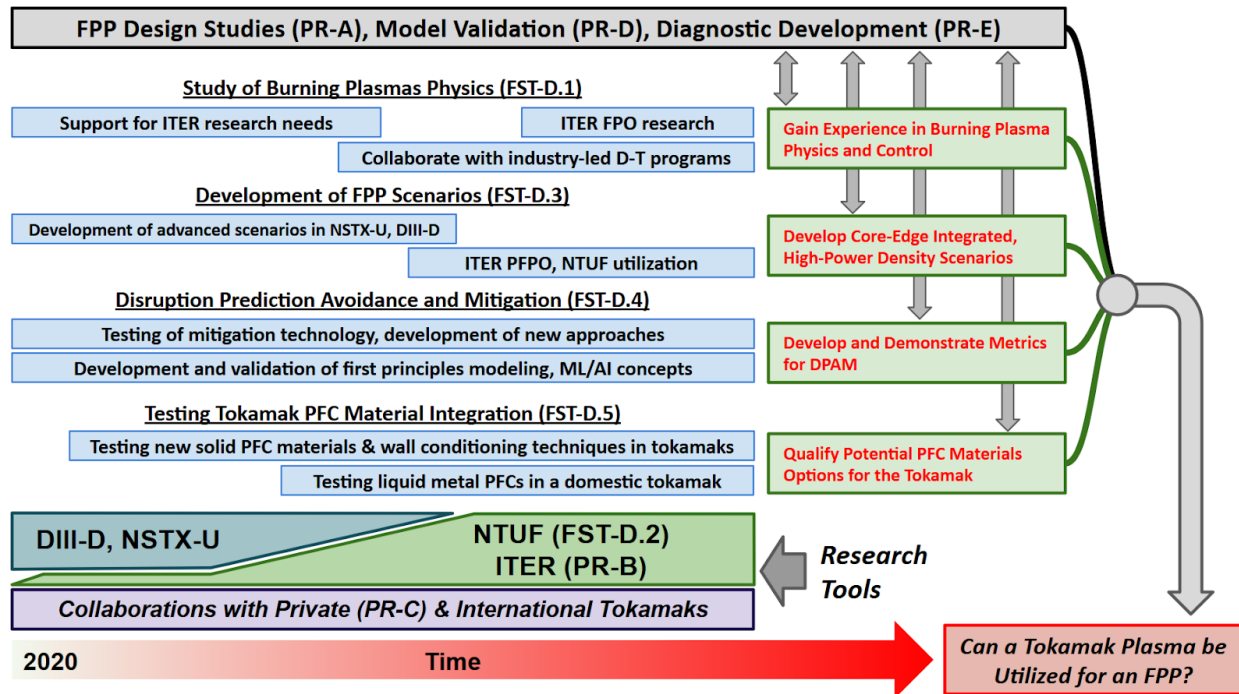 FPP Design Studies (PR-A), Model Validation (PR-D), Diagnostic Development (PR-E)
Study of Burning Plasmas Physics (FST-D.1)
Support for ITER research needs
ITER FPO research
Collaborate with industry-led D-T programs
Gain Experience in Burning Plasma
Physics and Control
Development of FPP Scenarios (FST-D.3)
Development of advanced scenarios in NSTX-U, DIII-D
ITER PFPO, NTUF utilization
Develop Core-Edge Integrated,
High-Power Density Scenarios
Disruption Prediction Avoidance and Mitigation (FST-D.4)
Testing of mitigation technology, development of new approaches
Development and validation of first principles modeling, ML/AI concepts
Develop and Demonstrate Metrics
for DPAM
Testing Tokamak PFC Material Integration (FST-D.5)
Testing new solid PFC materials & wall conditioning techniques in tokamaks
Testing liquid metal PFCs in a domestic tokamak
Qualify Potential PFC Materials
Options for the Tokamak
DIII-D, NSTX-U
NTUF (FST-D.2)
ITER (PR-B)
Research
Tools
Collaborations with Private (PR-C) & International Tokamaks
2020
Time
Can a Tokamak Plasma be
Utilized for an FPP?